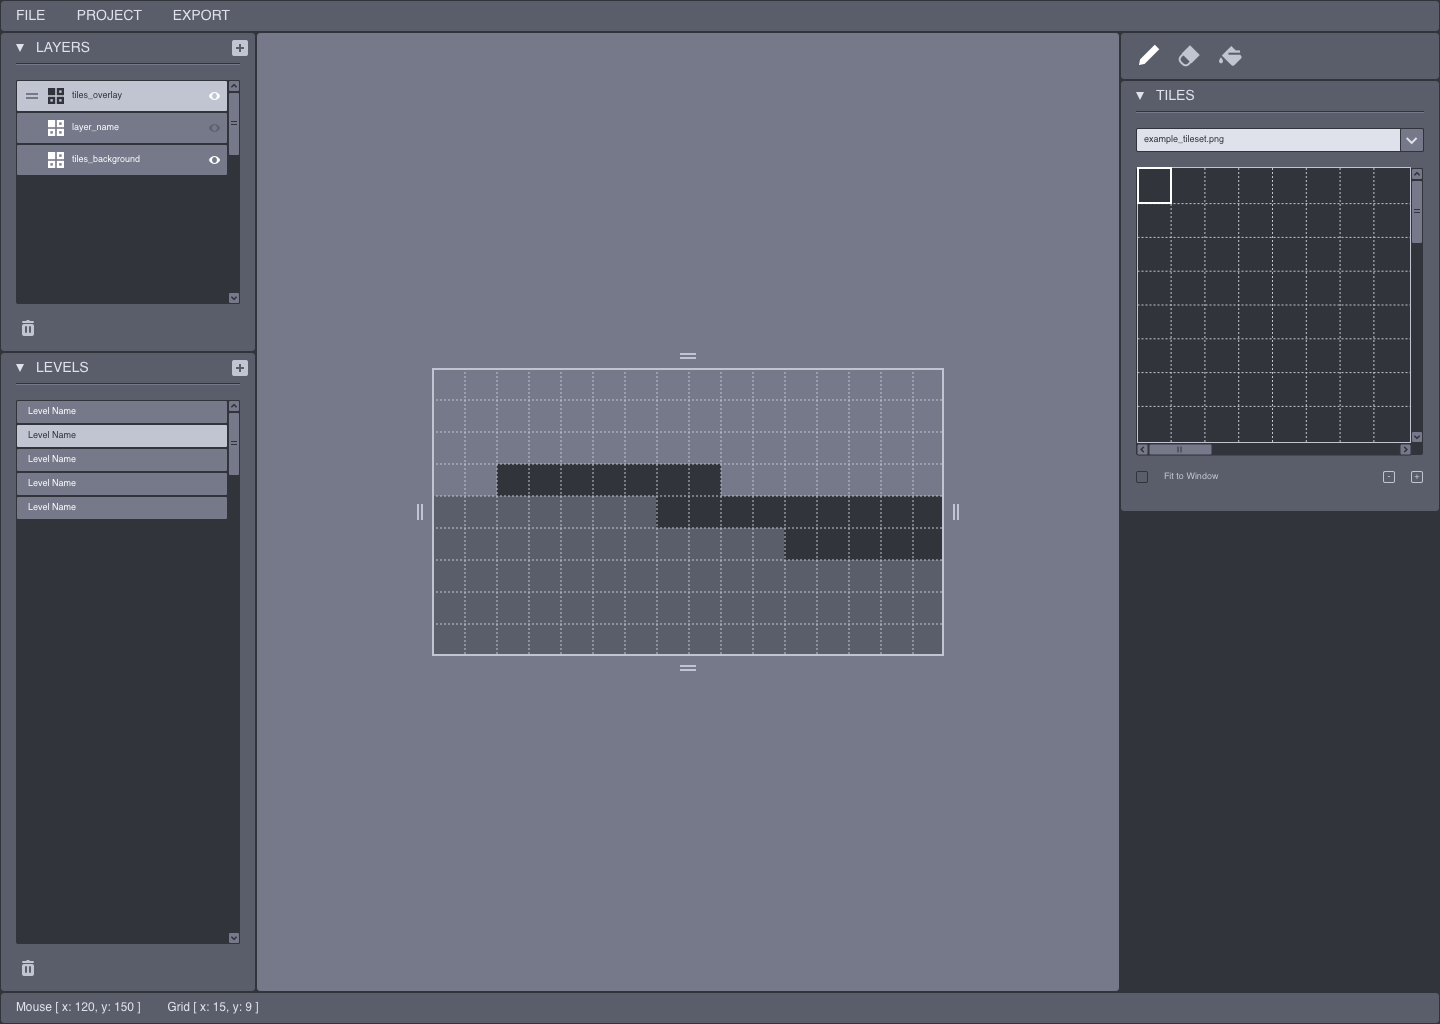 FILE PROJECT EXPORT
LAYERS
tiles_overlay
layer_name
tiles_background
LEVELS
Level Name
Level Name
Level Name
Level Name
Level Name
TILES
example_tileset.png
Fit to Window - +
Mouse [ x: 120, y: 150 ] Grid [ x: 15, y: 9 ]